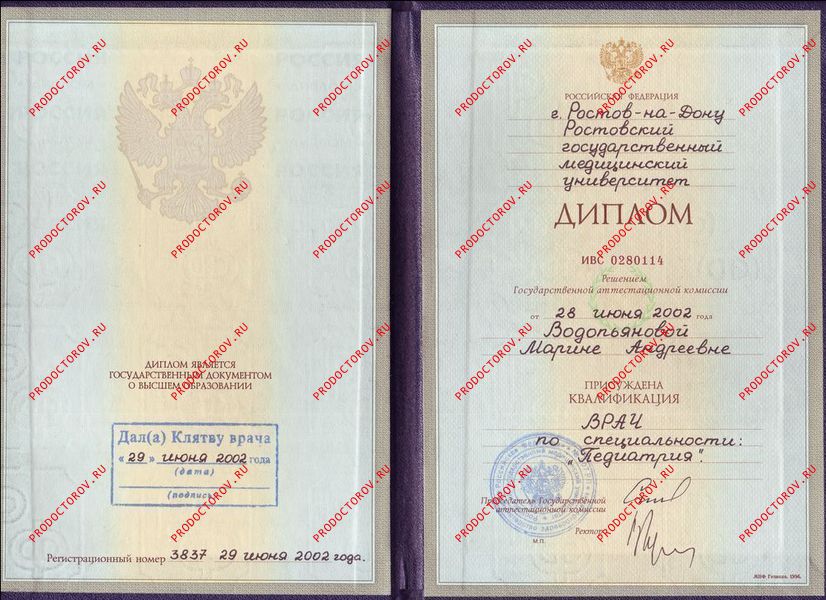 ДИПЛОМ ЯВЛЯЕТСЯ
ГОСУДАРСТВЕННЫМ ДОКУМЕНТОМ
О ВЫСШЕМ ОБРАЗОВАНИИ
Дал(а) Клятву врача
« 29 » июня 2002 года
(дата)
(подпись)
Регистрационный номер 3837 29 июня 2002 года.
РОССИЙСКАЯ ФЕДЕРАЦИЯ
г. Ростов-на-Дону
Ростовский
государственный
медицинский
университет
ДИПЛОМ
ИВС 0280114
Решением
Государственной аттестационной комиссии
от 28 июня 2002 года
Водопьяновой
Марине Андреевне
ПРИСУЖДЕНА
КВАЛИФИКАЦИЯ
ВРАЧ
по специальности:
„Педиатрия".
Председатель Государственной
аттестационной комиссии
Ректор
М.П.
PRODOCTOROV.RU